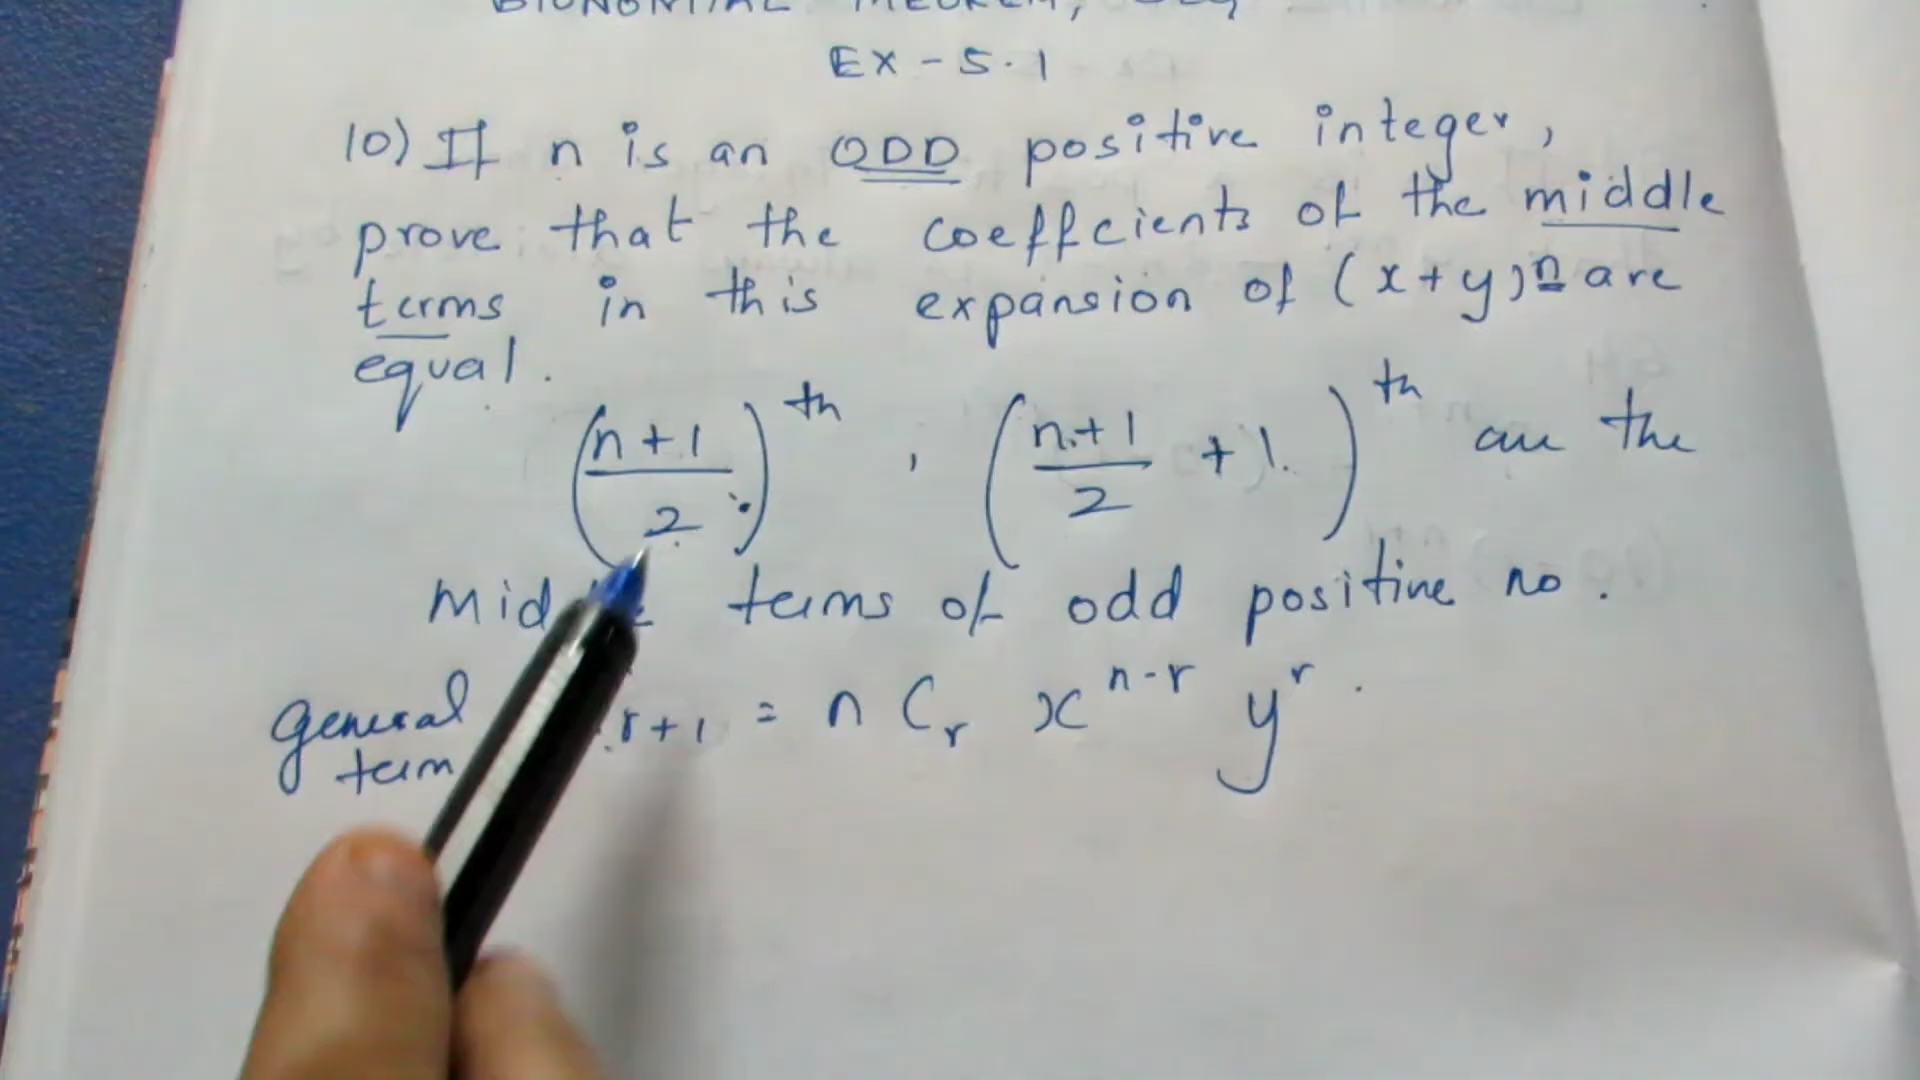 EX - 5.1
10) If n is an ODD positive integer,
prove that the coeffcients of the middle
terms in this expansion of (x+y)n are
equal.
(n+1/2)th , (n+1/2 + 1)th are the
terms of odd positive no.
general r+1 = n Cr x^n-r y^r.
term